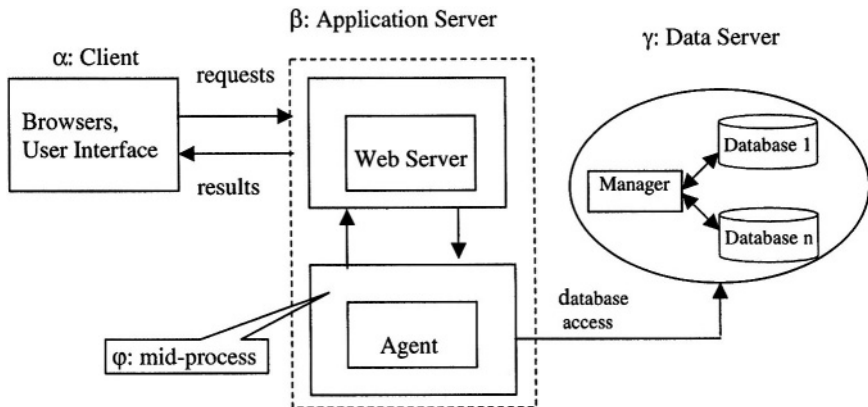 β: Application Server
γ: Data Server
α: Client
requests
Browsers,
User Interface
results
Web Server
Manager
Database 1
Database n
database
access
φ: mid-process
Agent